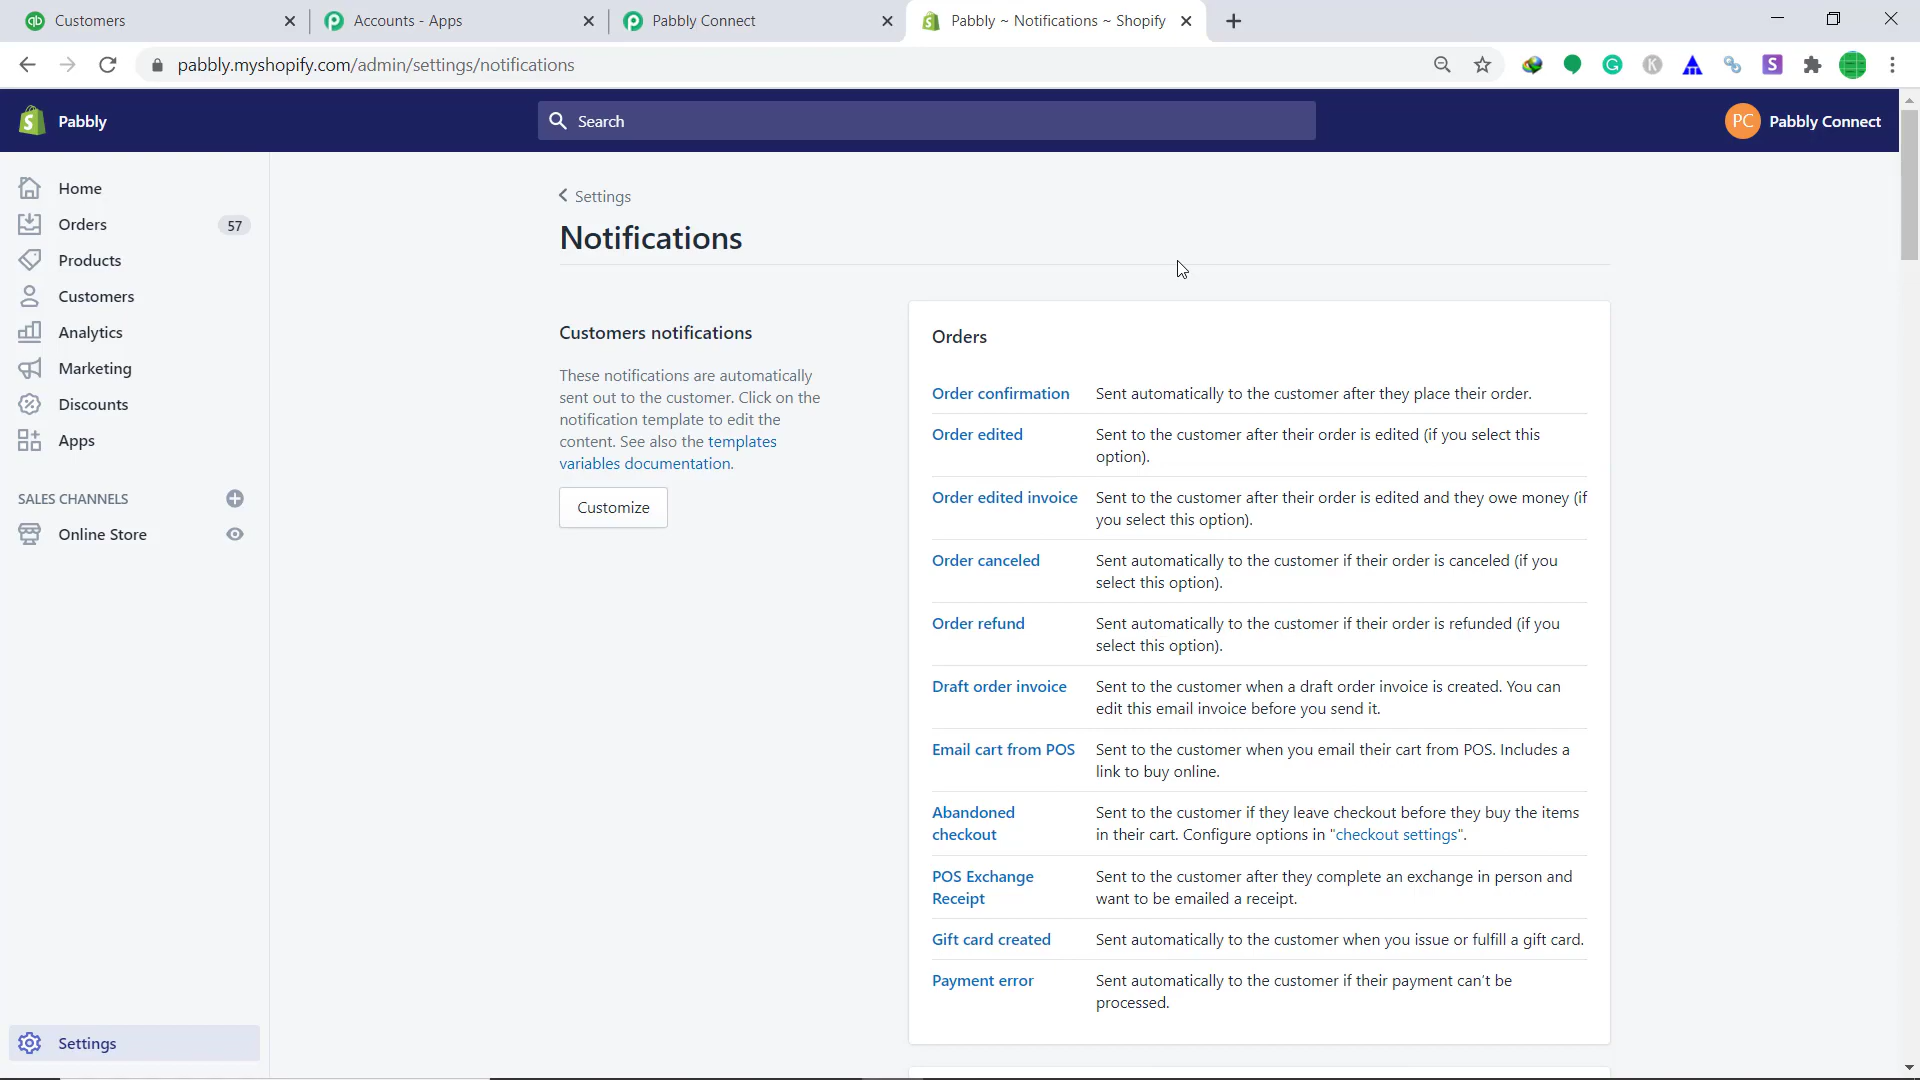 Customers
Accounts - Apps
Pabbly Connect
Pabbly ~ Notifications ~ Shopify
pabbly.myshopify.com/admin/settings/notifications
Pabbly
Search
PC Pabbly Connect
Home
Orders 57
Products
Customers
Analytics
Marketing
Discounts
Apps
SALES CHANNELS
Online Store
Settings
Settings
Notifications
Customers notifications
These notifications are automatically
sent out to the customer. Click on the
notification template to edit the
content. See also the templates
variables documentation.
Customize
Orders
Order confirmation Sent automatically to the customer after they place their order.
Order edited Sent to the customer after their order is edited (if you select this
option).
Order edited invoice Sent to the customer after their order is edited and they owe money (if
you select this option).
Order canceled Sent automatically to the customer if their order is canceled (if you
select this option).
Order refund Sent automatically to the customer if their order is refunded (if you
select this option).
Draft order invoice Sent to the customer when a draft order invoice is created. You can
edit this email invoice before you send it.
Email cart from POS Sent to the customer when you email their cart from POS. Includes a
link to buy online.
Abandoned Sent to the customer if they leave checkout before they buy the items
checkout in their cart. Configure options in "checkout settings".
POS Exchange Sent to the customer after they complete an exchange in person and
Receipt want to be emailed a receipt.
Gift card created Sent automatically to the customer when you issue or fulfill a gift card.
Payment error Sent automatically to the customer if their payment can't be
processed.